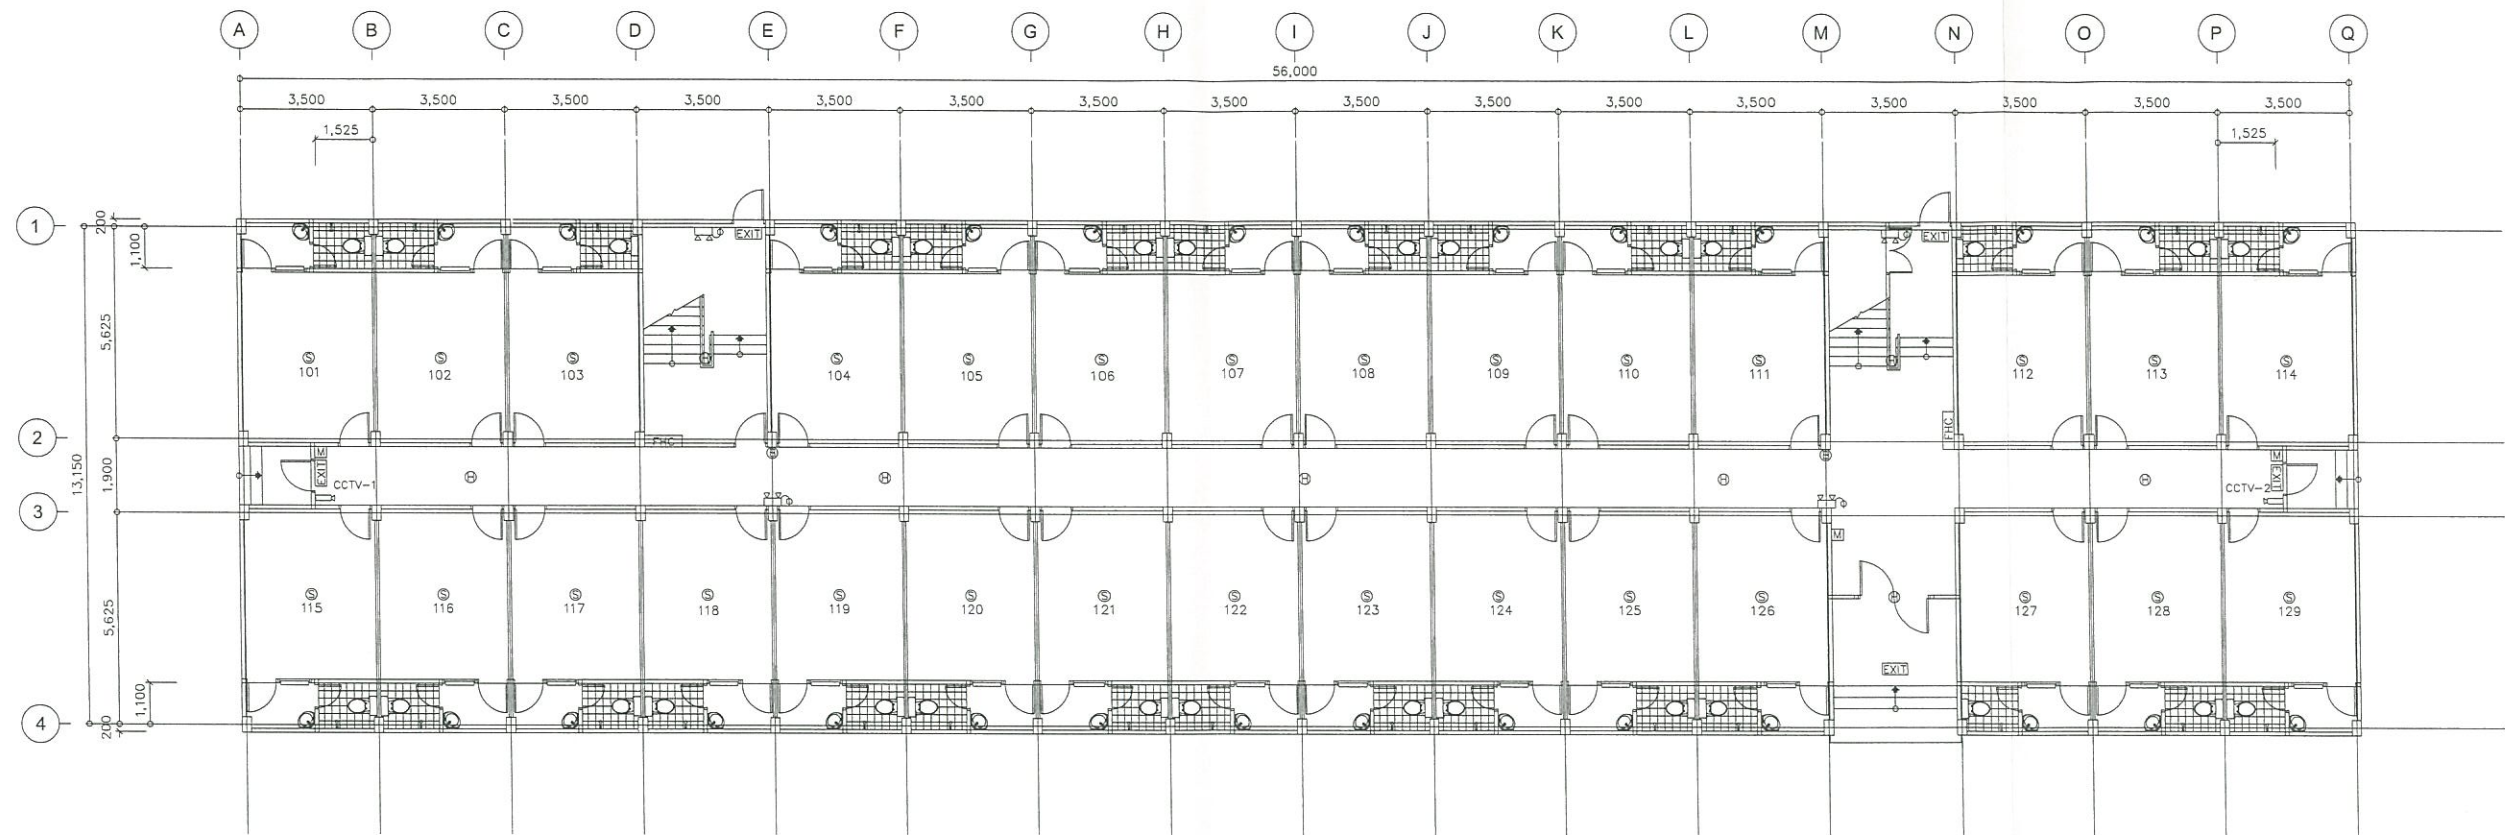 A B C D E F G H I J K L M N O P Q
56,000
3,500 3,500 3,500 3,500 3,500 3,500 3,500 3,500 3,500 3,500 3,500 3,500 3,500 3,500 3,500 3,500
1,525 1,525
1 200
EXIT EXIT
1,100
5,625
101 102 103 104 105 106 107 108 109 110 111 112 113 114
S S S S S S S S S S S S S S
H H
FHC FHC
2
H H
M EXIT CCTV-1 H H H H H CCTV-2 M EXIT
13,150 1,900
3
M
S S S S S S S S S S S S S S S
115 116 117 118 119 120 121 122 123 124 125 126 127 128 129
H
5,625
EXIT
1,100
4 200